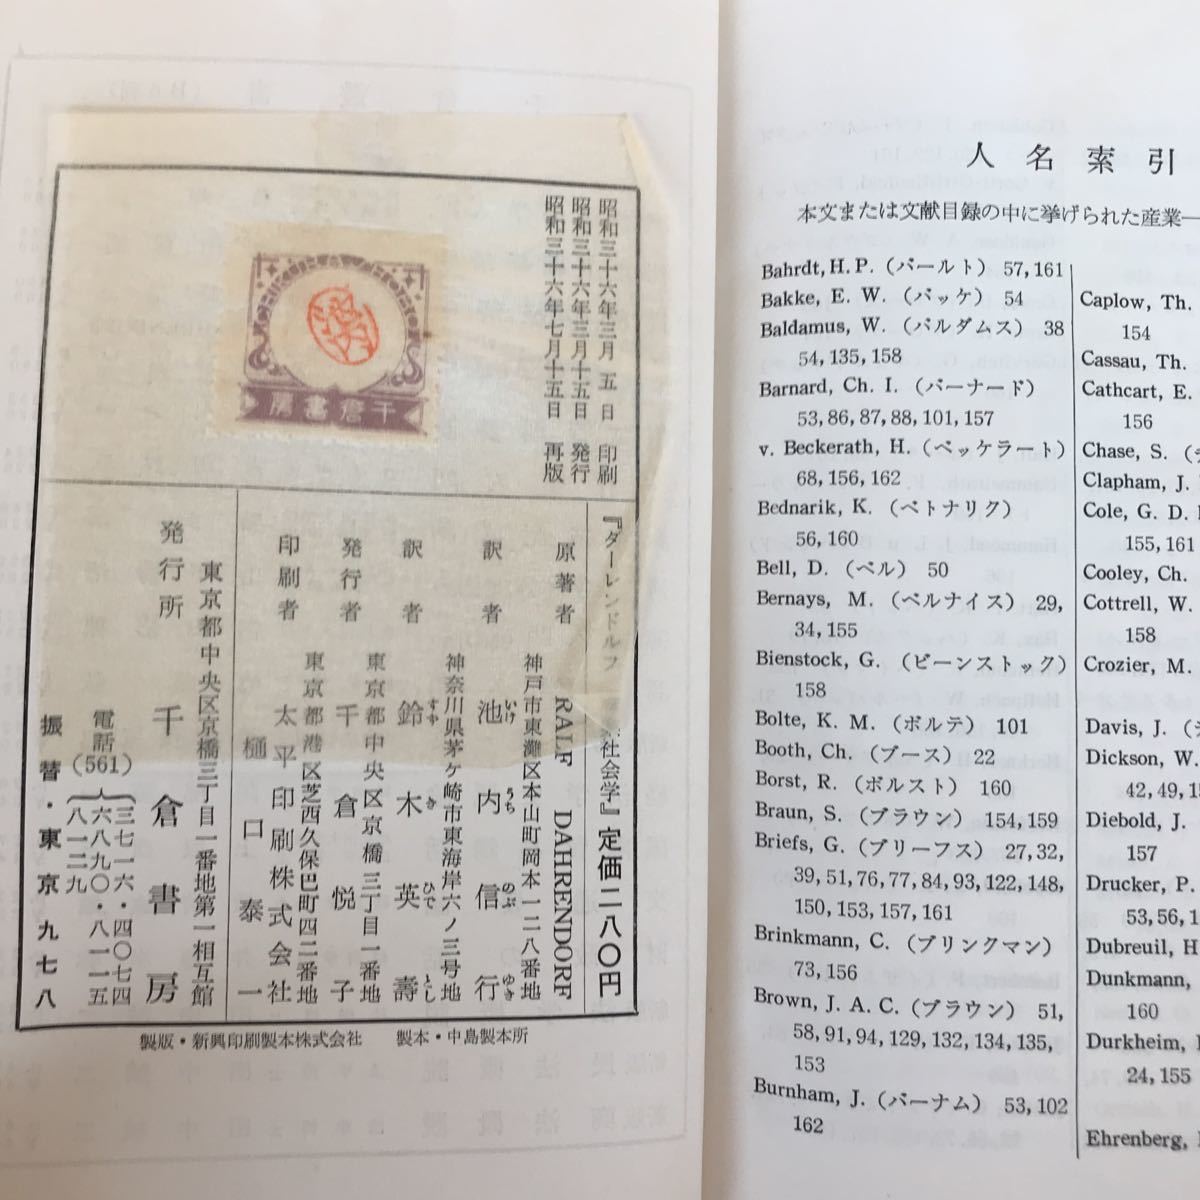 昭和三十六年三月五日 印刷
昭和三十六年三月十五日 発行
昭和三十六年七月十五日 再版
千倉書房
『ダーレンドルフ 社会学』定価二八〇円
原著者 RALF DAHRENDORF
神戸市東灘区本山町岡本一二八番地
訳者 池内信行
いけ うち のぶ ゆき
神奈川県茅ヶ崎市東海岸六ノ三号地
訳者 鈴木英壽
すず き ひで とし
東京都中央区京橋三丁目一番地
発行者 千倉悦子
東京都港区芝西久保巴町四二番地
印刷者 太平印刷株式会社
樋口泰一
東京都中央区京橋三丁目一番地第一相互館
発行所 千倉書房
電話(561)三七一六・四〇七四
六八九〇・八一一五
八一二九
振替・東京九七八
製版・新興印刷製本株式会社 製本・中島製本所
人名索引
本文または文献目録の中に挙げられた産業—
Bahrdt, H. P. (バールト) 57, 161
Bakke, E. W. (バッケ) 54
Baldamus, W. (バルダムス) 38
54, 135, 158
Barnard, Ch. I. (バーナード)
53, 86, 87, 88, 101, 157
v. Beckerath, H. (ベッケラート)
68, 156, 162
Bednarik, K. (ベトナリク)
56, 160
Bell, D. (ベル) 50
Bernays, M. (ベルナイス) 29,
34, 155
Bienstock, G. (ビーンストック)
158
Bolte, K. M. (ボルテ) 101
Booth, Ch. (ブース) 22
Borst, R. (ボルスト) 160
Braun, S. (ブラウン) 154, 159
Briefs, G. (ブリーフス) 27, 32,
39, 51, 76, 77, 84, 93, 122, 148,
150, 153, 157, 161
Brinkmann, C. (ブリンクマン)
73, 156
Brown, J. A. C. (ブラウン) 51,
58, 91, 94, 129, 132, 134, 135,
153
Burnham, J. (バーナム) 53, 102
162
Caplow, Th.
154
Cassau, Th.
Cathcart, E.
156
Chase, S.
Clapham, J.
Cole, G. D.
155, 161
Cooley, Ch.
Cottrell, W.
158
Crozier, M.
Davis, J.
Dickson, W.
42, 49,
Diebold, J.
157
Drucker, P.
53, 56,
Dubreuil, H
Dunkmann,
160
Durkheim,
24, 155
Ehrenberg,